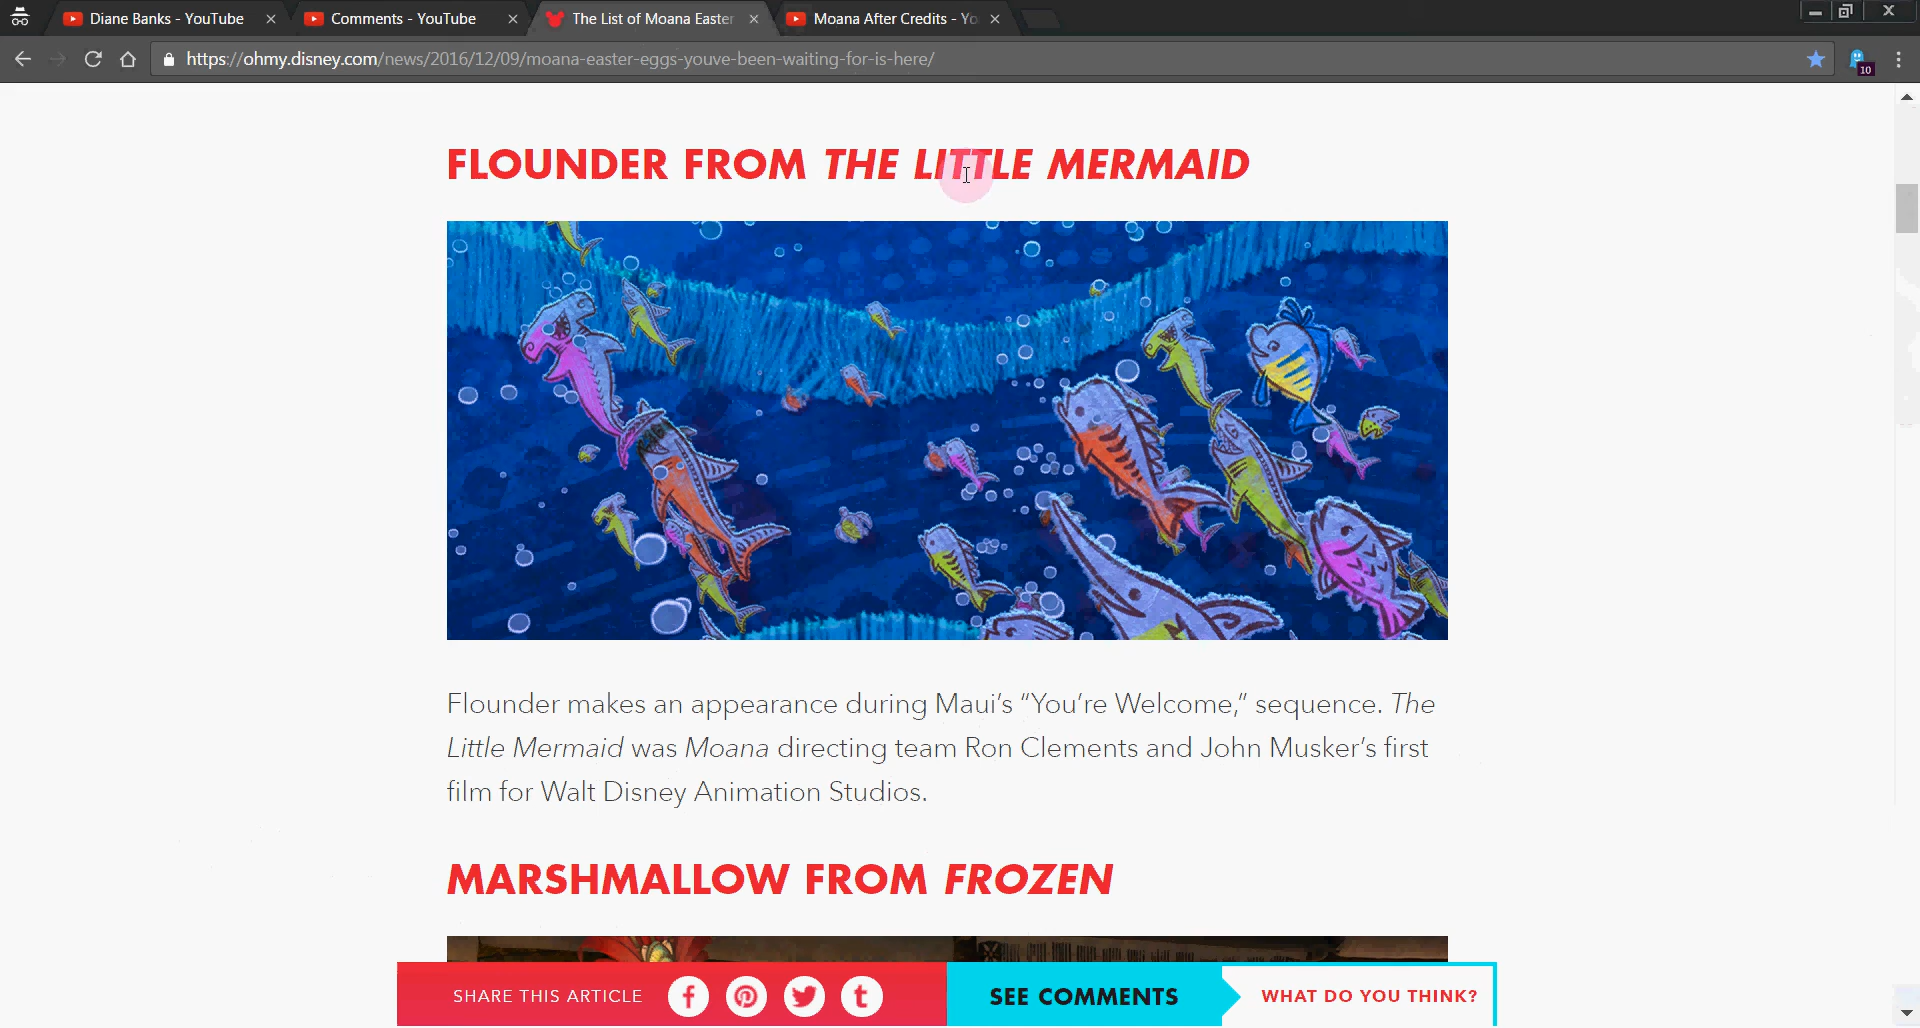 Diane Banks - YouTube
Comments - YouTube
The List of Moana Easter
Moana After Credits - Yo
https://ohmy.disney.com/news/2016/12/09/moana-easter-eggs-youve-been-waiting-for-is-here/
10
FLOUNDER FROM THE LITTLE MERMAID
Flounder makes an appearance during Maui’s “You’re Welcome,” sequence. The
Little Mermaid was Moana directing team Ron Clements and John Musker’s first
film for Walt Disney Animation Studios.
MARSHMALLOW FROM FROZEN
SHARE THIS ARTICLE
SEE COMMENTS
WHAT DO YOU THINK?